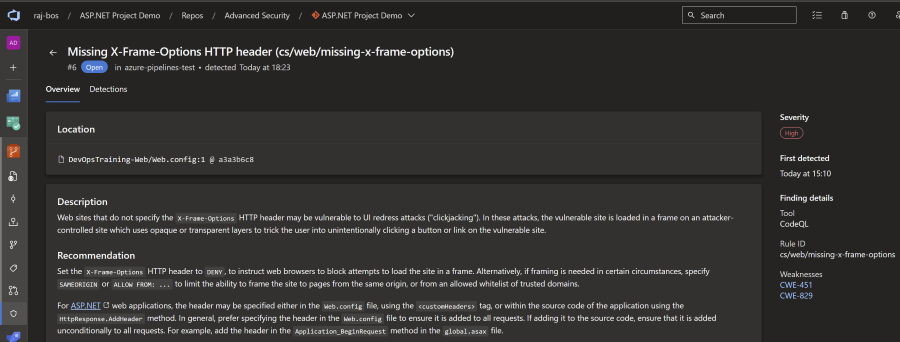 raj-bos / ASP.NET Project Demo / Repos / Advanced Security / ASP.NET Project Demo
Search
AD
Missing X-Frame-Options HTTP header (cs/web/missing-x-frame-options)
#6 Open in azure-pipelines-test • detected Today at 18:23
Overview Detections
Location
DevOpsTraining-Web/Web.config:1 @ a3a3b6c8
Description
Web sites that do not specify the X-Frame-Options HTTP header may be vulnerable to UI redress attacks ("clickjacking"). In these attacks, the vulnerable site is loaded in a frame on an attacker-
controlled site which uses opaque or transparent layers to trick the user into unintentionally clicking a button or link on the vulnerable site.
Recommendation
Set the X-Frame-Options HTTP header to DENY, to instruct web browsers to block attempts to load the site in a frame. Alternatively, if framing is needed in certain circumstances, specify
SAMEORIGIN or ALLOW FROM: ... to limit the ability to frame the site to pages from the same origin, or from an allowed whitelist of trusted domains.
For ASP.NET web applications, the header may be specified either in the Web.config file, using the <customHeaders> tag, or within the source code of the application using the
HttpResponse.AddHeader method. In general, prefer specifying the header in the Web.config file to ensure it is added to all requests. If adding it to the source code, ensure that it is added
unconditionally to all requests. For example, add the header in the Application_BeginRequest method in the global.asax file.
Severity
High
First detected
Today at 15:10
Finding details
Tool
CodeQL
Rule ID
cs/web/missing-x-frame-options
Weaknesses
CWE-451
CWE-829